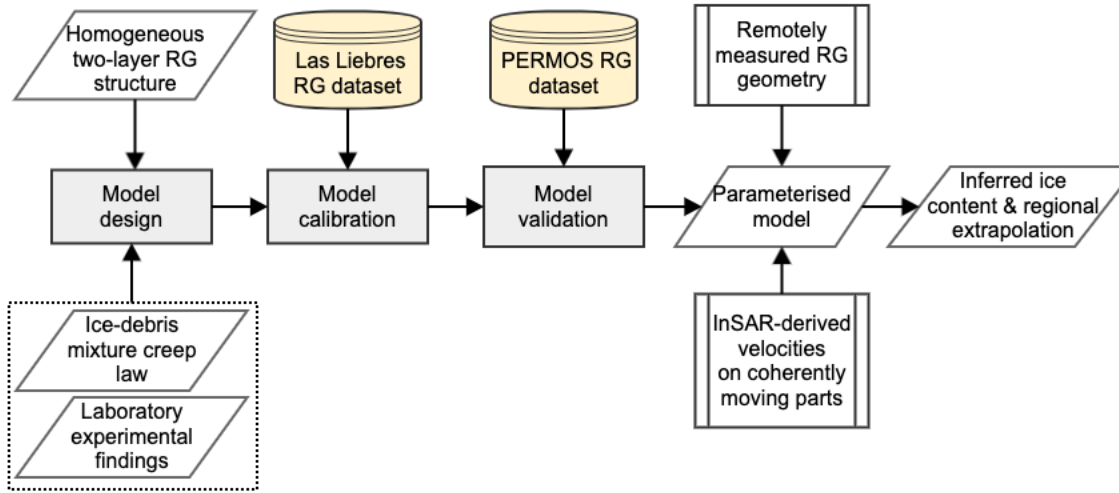 Homogeneous
two-layer RG
structure
Las Liebres
RG dataset
PERMOS RG
dataset
Remotely
measured RG
geometry
Model
design
Model
calibration
Model
validation
Parameterised
model
Inferred ice
content & regional
extrapolation
Ice-debris
mixture creep
law
Laboratory
experimental
findings
InSAR-derived
velocities
on coherently
moving parts